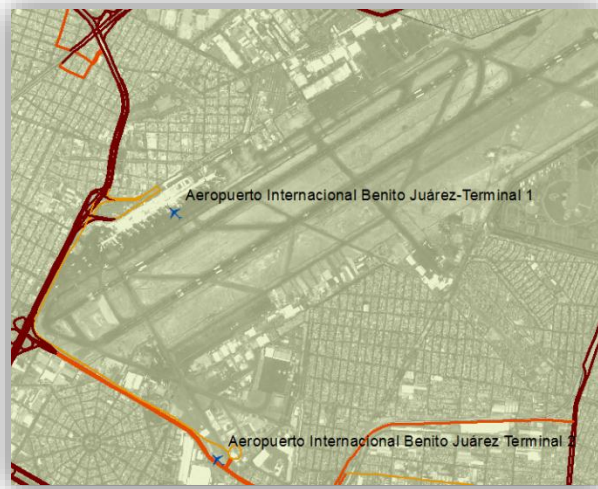 Aeropuerto Internacional Benito Juárez-Terminal 1
Aeropuerto Internacional Benito Juárez Terminal 2